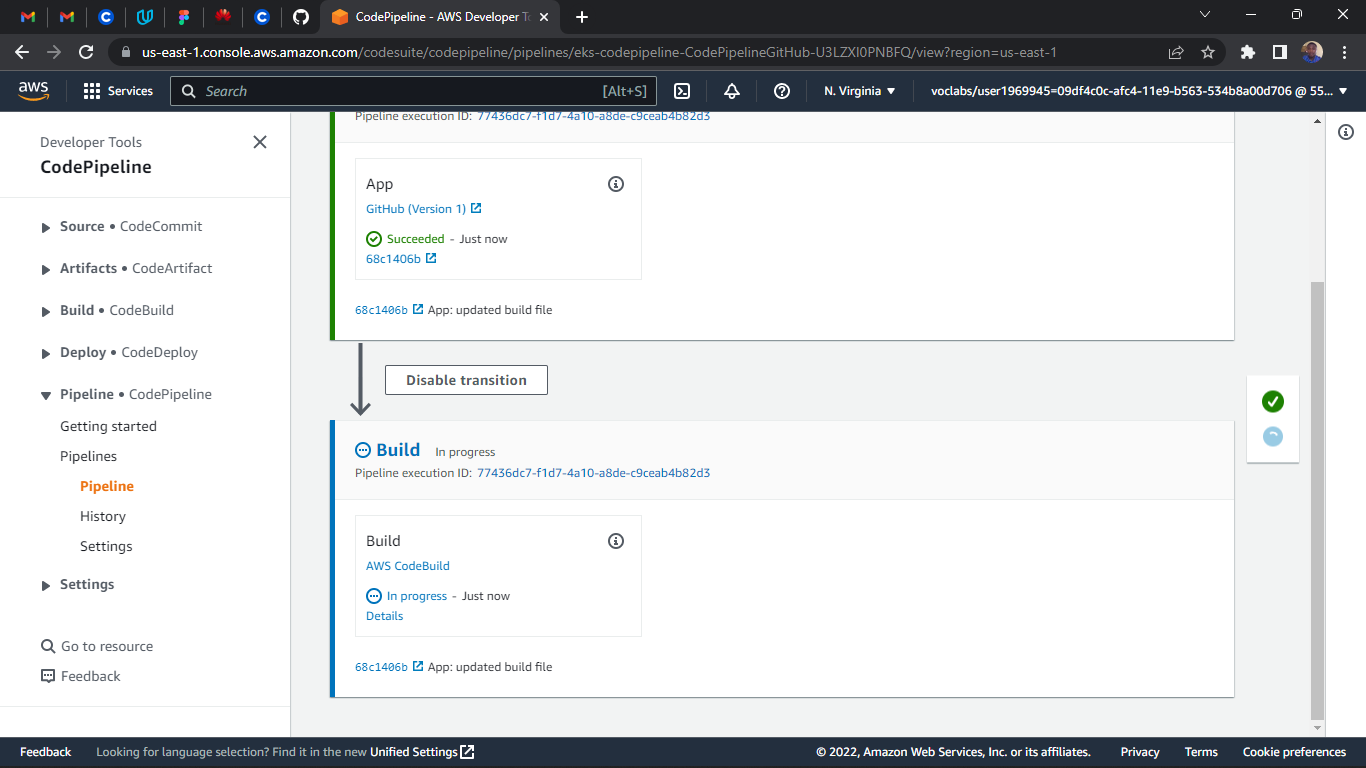 CodePipeline - AWS Developer To
us-east-1.console.aws.amazon.com/codesuite/codepipeline/pipelines/eks-codepipeline-CodePipelineGitHub-U3LZXI0PNBFQ/view?region=us-east-1
aws
Services
Search
[Alt+S]
N. Virginia
voclabs/user1969945=09df4c0c-afc4-11e9-b563-534b8a00d706 @ 55...
Developer Tools
CodePipeline
Source • CodeCommit
Artifacts • CodeArtifact
Build • CodeBuild
Deploy • CodeDeploy
Pipeline • CodePipeline
Getting started
Pipelines
Pipeline
History
Settings
Settings
Go to resource
Feedback
Pipeline execution ID: 77436dc7-f1d7-4a10-a8de-c9ceab4b82d3
App
GitHub (Version 1)
Succeeded - Just now
68c1406b
68c1406b App: updated build file
Disable transition
Build In progress
Pipeline execution ID: 77436dc7-f1d7-4a10-a8de-c9ceab4b82d3
Build
AWS CodeBuild
In progress - Just now
Details
68c1406b App: updated build file
Feedback
Looking for language selection? Find it in the new Unified Settings
© 2022, Amazon Web Services, Inc. or its affiliates.
Privacy
Terms
Cookie preferences